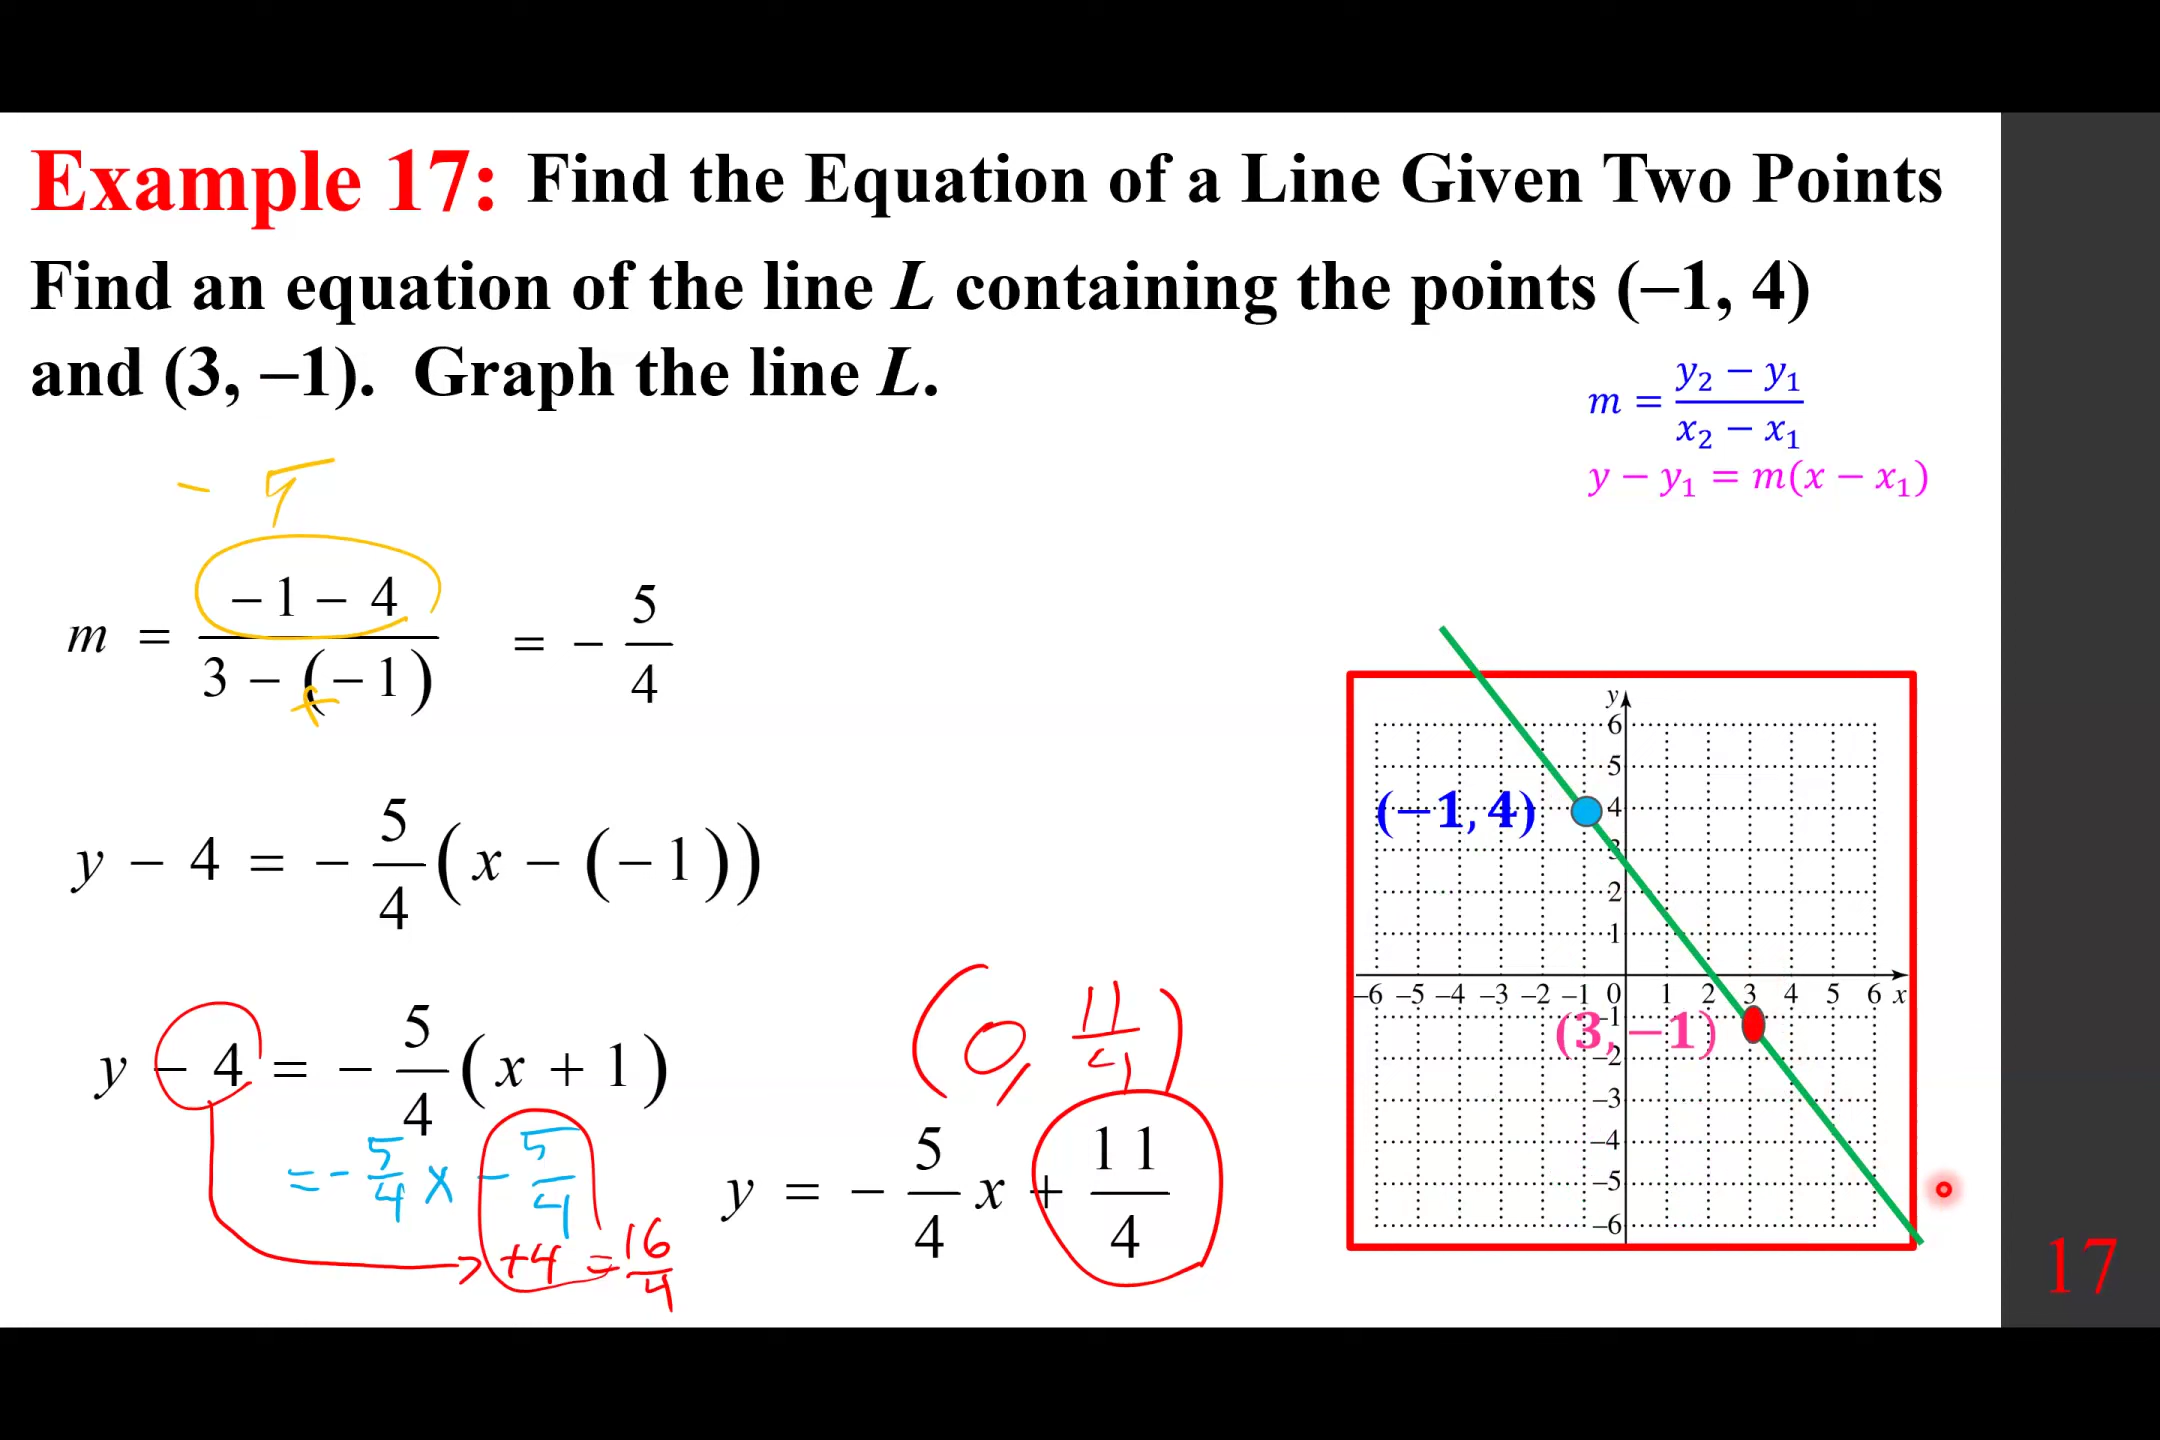 Example 17: Find the Equation of a Line Given Two Points
Find an equation of the line L containing the points (–1, 4)
and (3, –1). Graph the line L.
m = (y₂ − y₁)/(x₂ − x₁)
y − y₁ = m(x − x₁)
− 5
m = (−1 − 4)/(3 − (−1)) = − 5/4
+
y − 4 = − 5/4 (x − (−1))
y − 4 = − 5/4 (x + 1)
= − 5/4 x − 5/4
+4 = 16/4
(0, 11/4)
y = − 5/4 x + 11/4
y
6
5
(−1, 4) 4
3
2
1
–6 –5 –4 –3 –2 –1 0 1 2 3 4 5 6 x
(3, −1) –1
–2
–3
–4
–5
–6
17